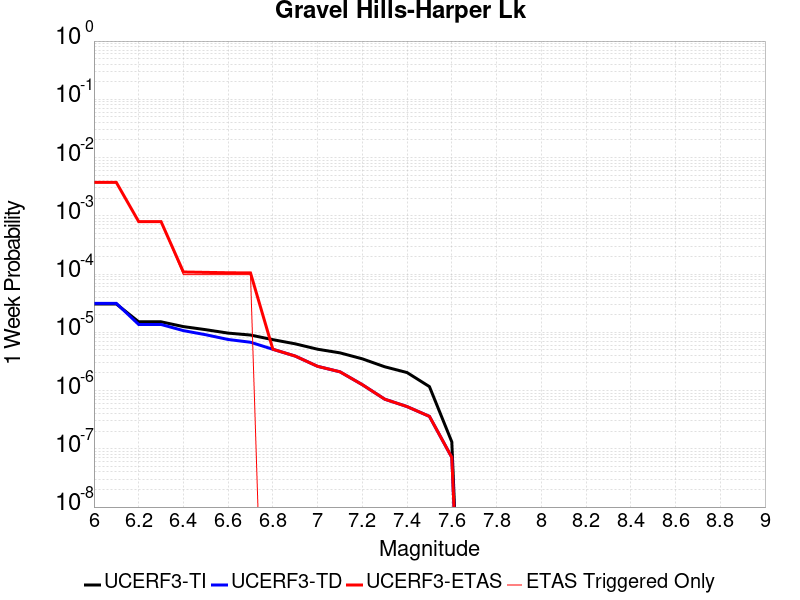 Gravel Hills-Harper Lk
10^0
10^-1
10^-2
10^-3
10^-4
10^-5
10^-6
10^-7
10^-8
1 Week Probability
6 6.2 6.4 6.6 6.8 7 7.2 7.4 7.6 7.8 8 8.2 8.4 8.6 8.8 9
Magnitude
UCERF3-TI UCERF3-TD UCERF3-ETAS ETAS Triggered Only